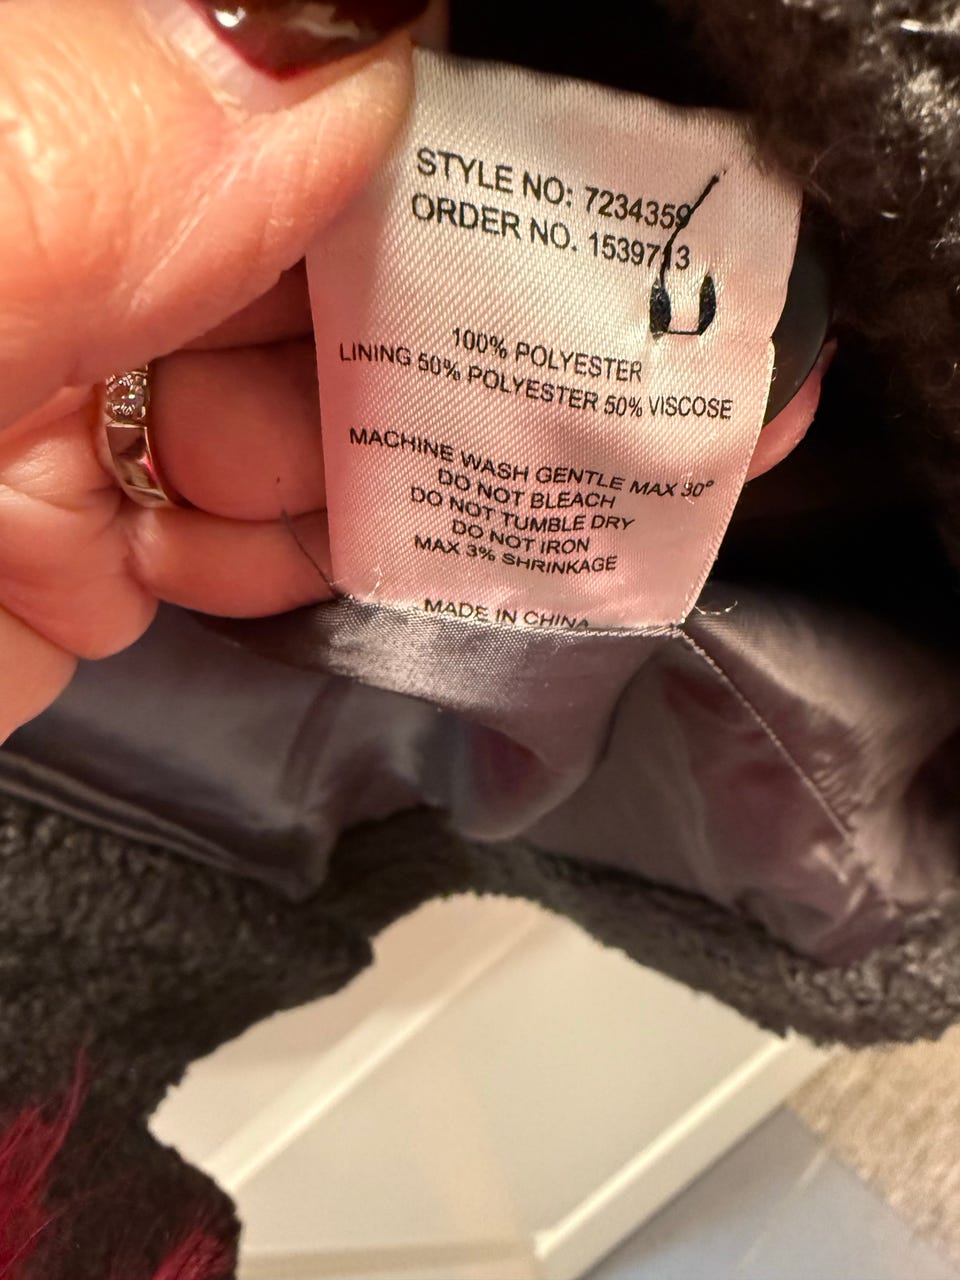 STYLE NO: 7234359
ORDER NO. 1539713
100% POLYESTER
LINING 50% POLYESTER 50% VISCOSE
MACHINE WASH GENTLE MAX 30°
DO NOT BLEACH
DO NOT TUMBLE DRY
DO NOT IRON
MAX 3% SHRINKAGE
MADE IN CHINA